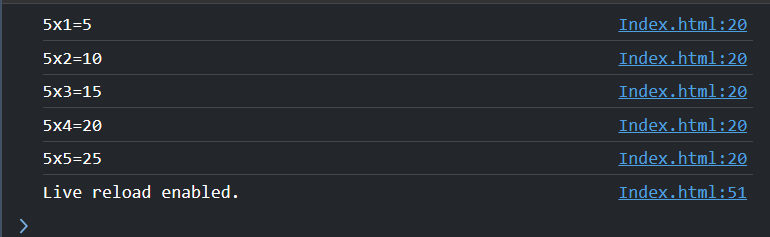 5x1=5 Index.html:20
5x2=10 Index.html:20
5x3=15 Index.html:20
5x4=20 Index.html:20
5x5=25 Index.html:20
Live reload enabled. Index.html:51